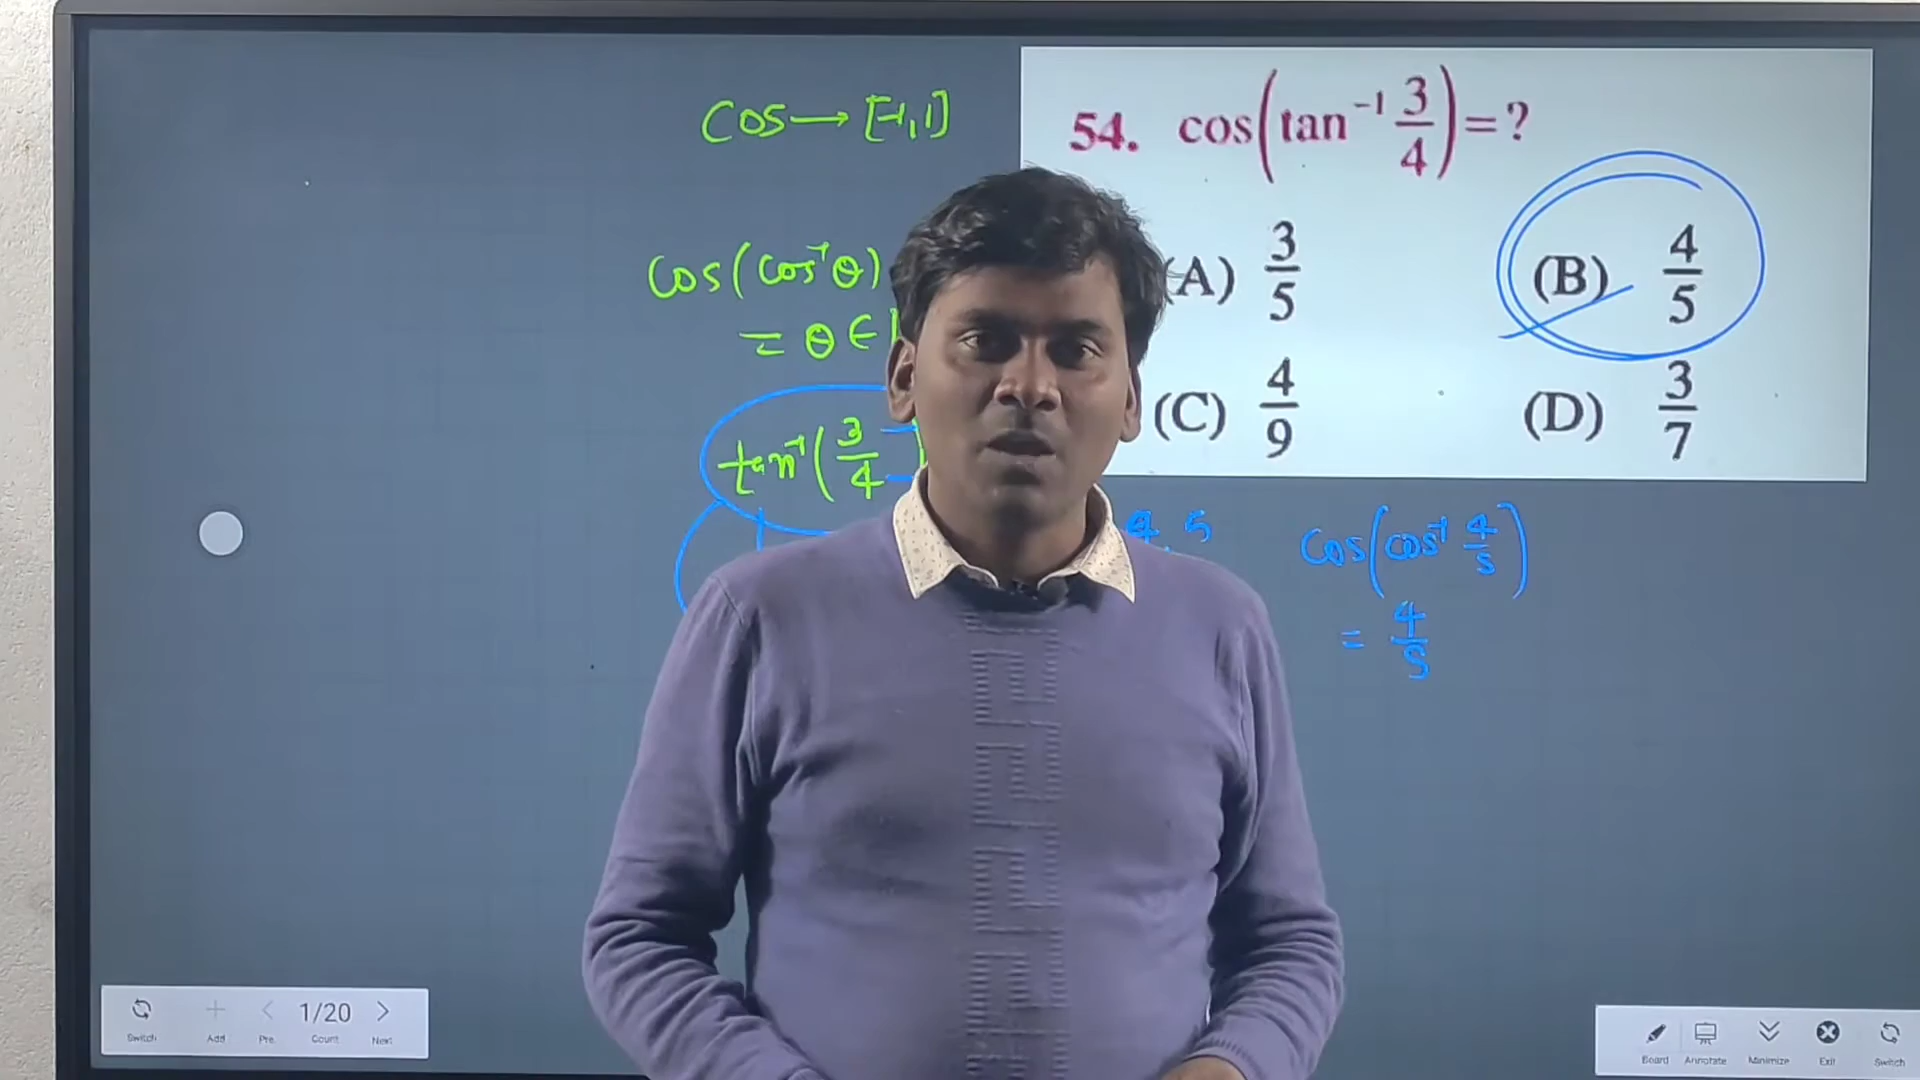 cos → [-1, 1]
54. cos(tan⁻¹ 3/4) = ?
cos(cos⁻¹ θ)
= θ ∈
(A) 3/5
(B) 4/5
(C) 4/9
(D) 3/7
tan⁻¹(3/4
4, 5
cos(cos⁻¹ 4/5)
= 4/5
Switch
Add
Pre
1/20
Count
Next
Board
Annotate
Minimize
Exit
Switch